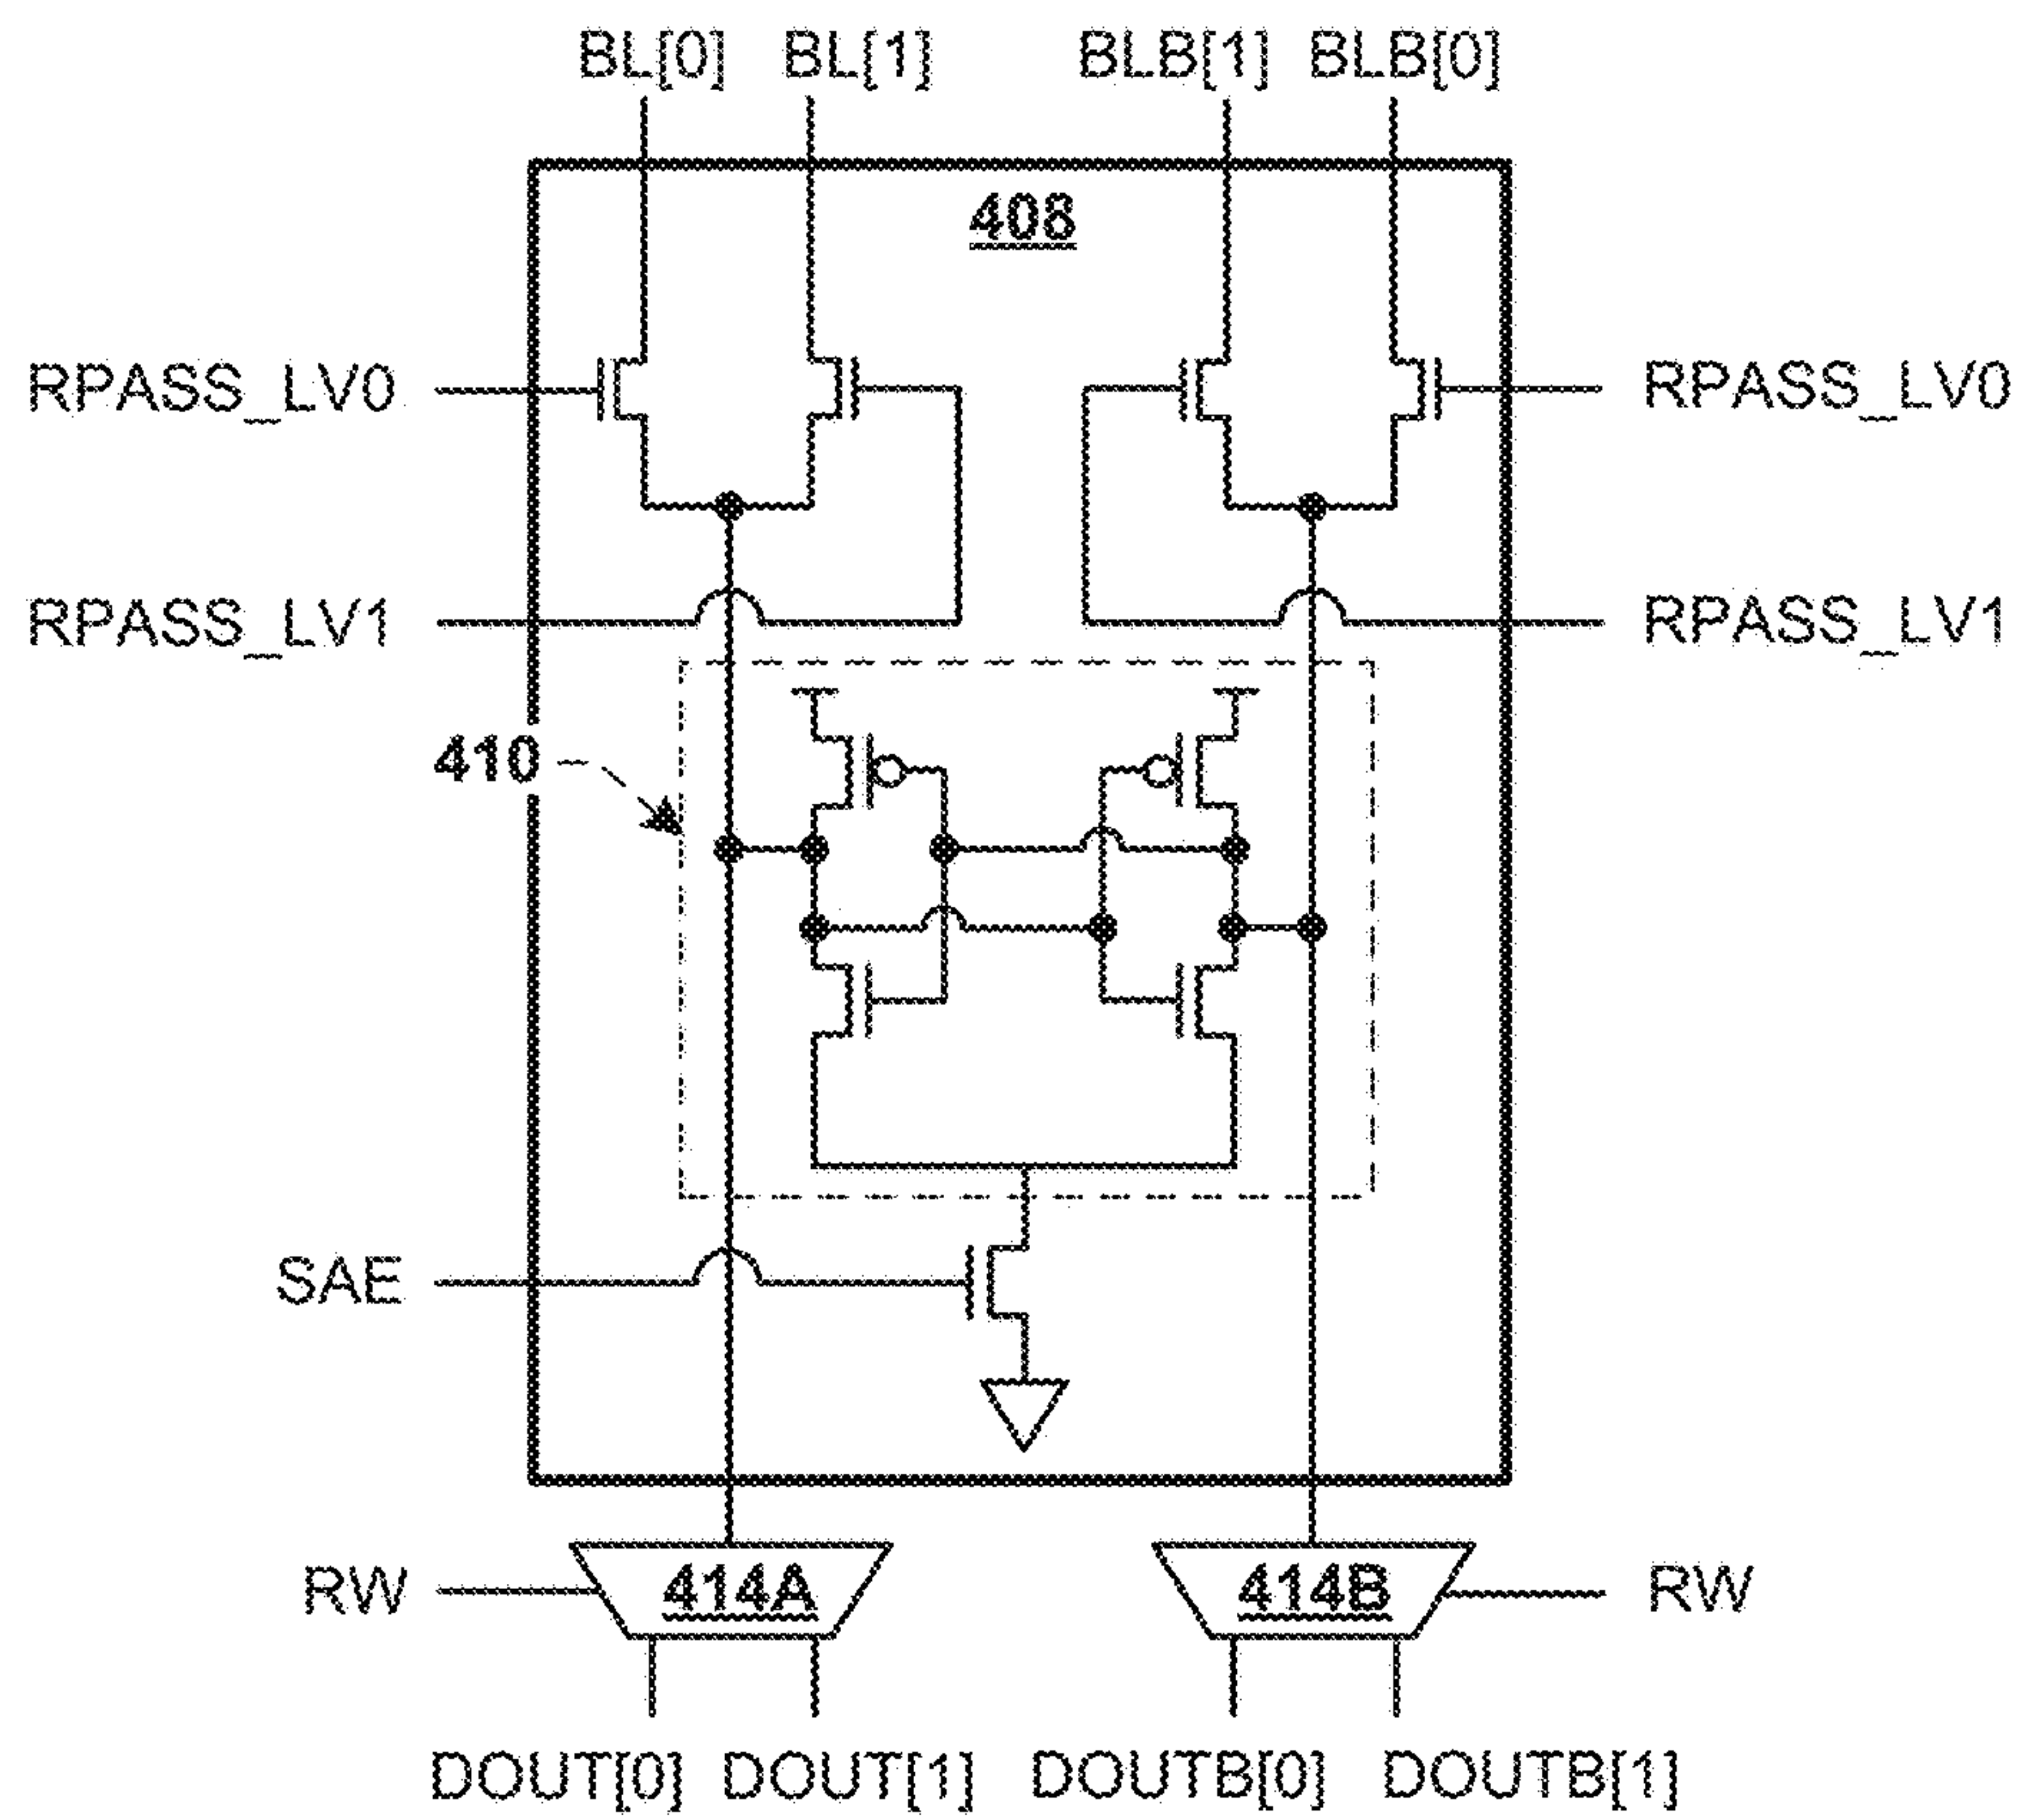 BL[0] BL[1] BLB[1] BLB[0]
408
RPASS_LV0 RPASS_LV0
RPASS_LV1 RPASS_LV1
410
SAE
RW 414A 414B RW
DOUT[0] DOUT[1] DOUTB[0] DOUTB[1]